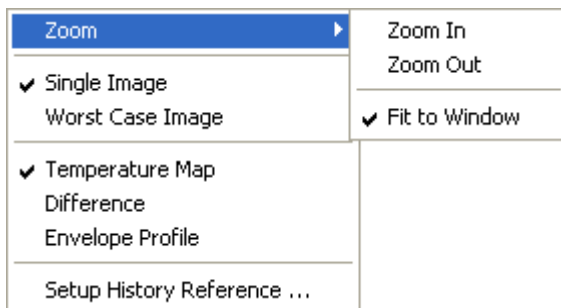 Zoom
Single Image
Worst Case Image
Temperature Map
Difference
Envelope Profile
Setup History Reference ...
Zoom In
Zoom Out
Fit to Window